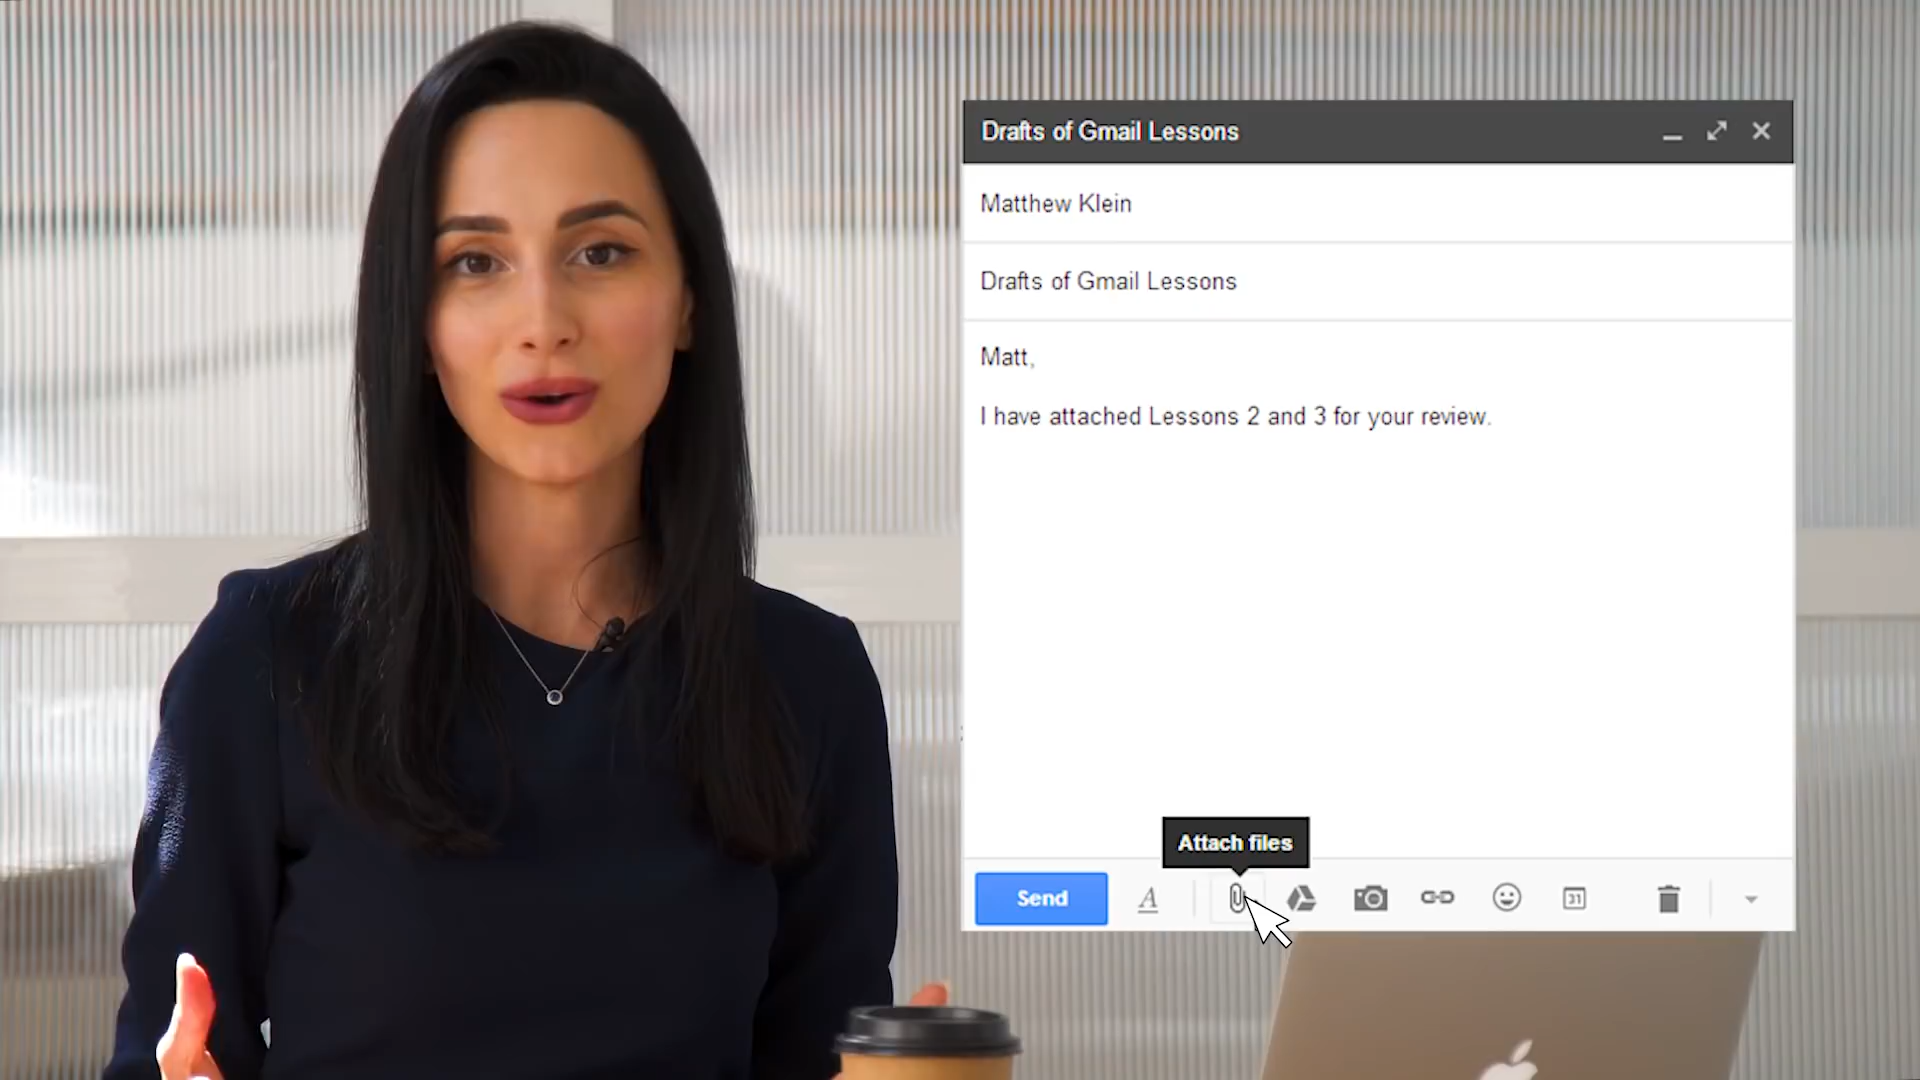 Drafts of Gmail Lessons
Matthew Klein
Drafts of Gmail Lessons
Matt,
I have attached Lessons 2 and 3 for your review.
Attach files
Send
A
31